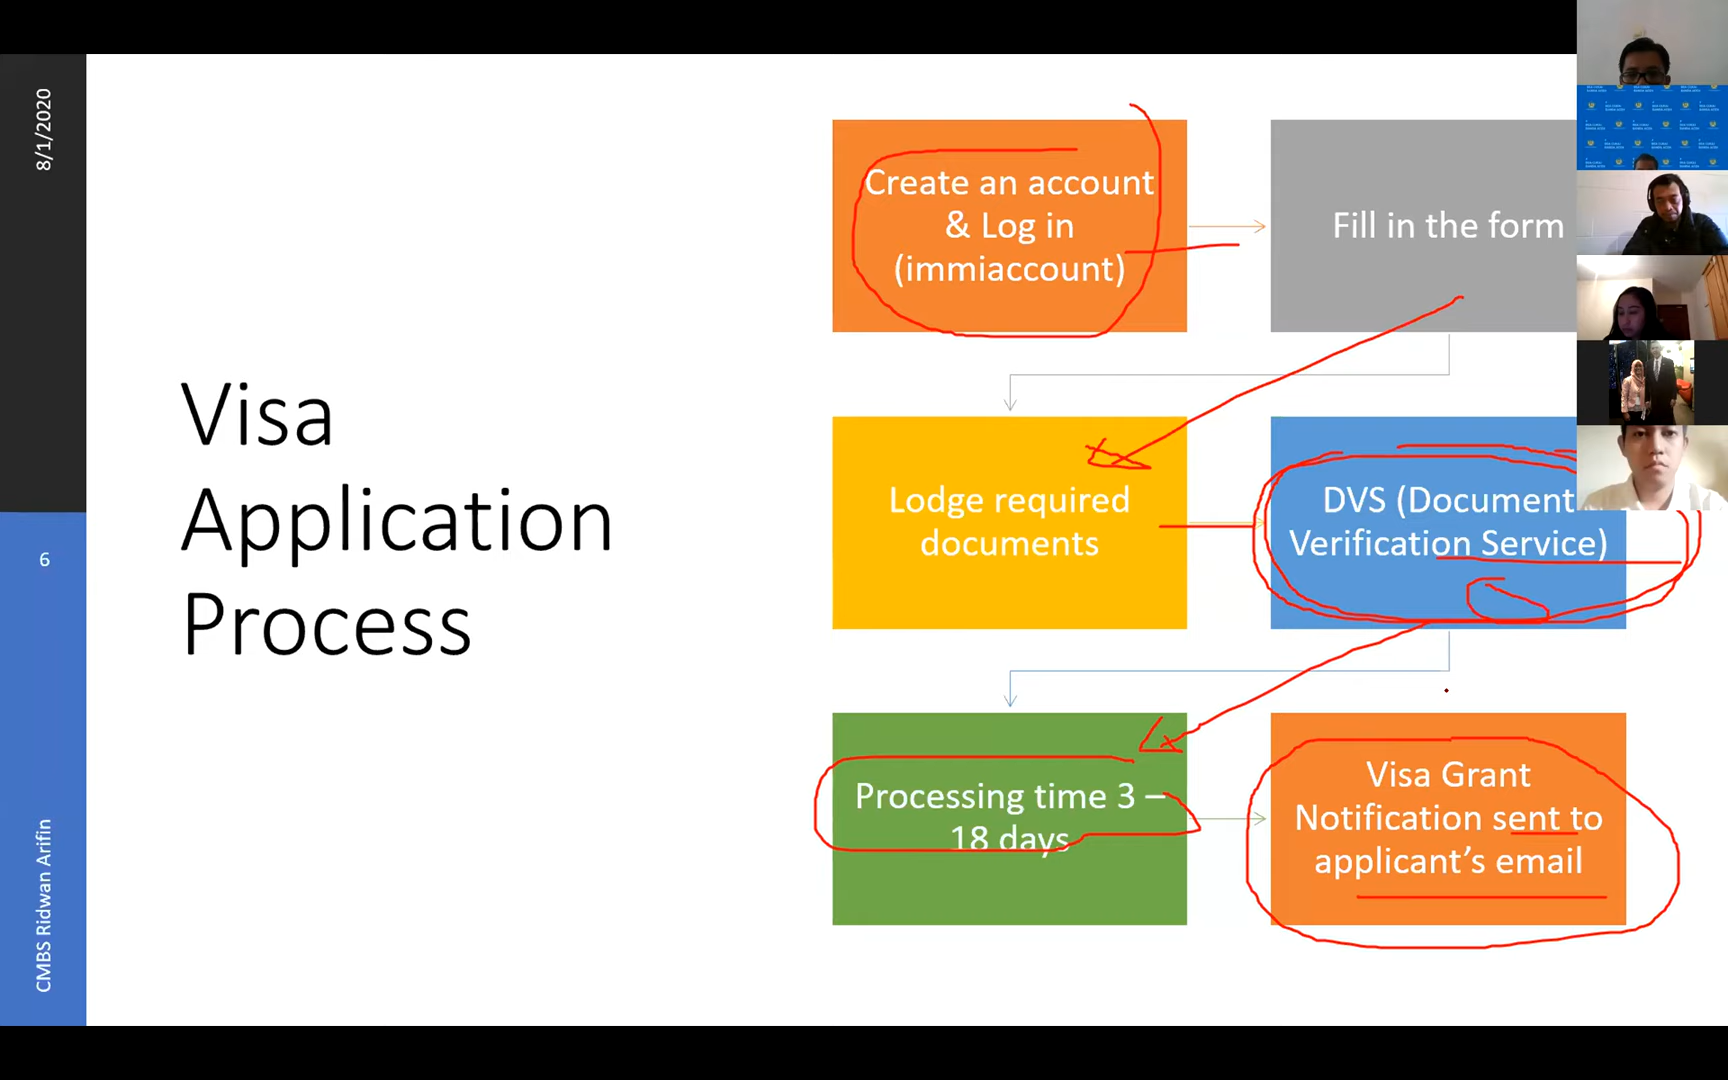 8/1/2020
6
CMBS Ridwan Arifin
Visa
Application
Process
Create an account
& Log in
(immiaccount)
Fill in the form
Lodge required
documents
DVS (Document
Verification Service)
Processing time 3 –
18 days
Visa Grant
Notification sent to
applicant’s email